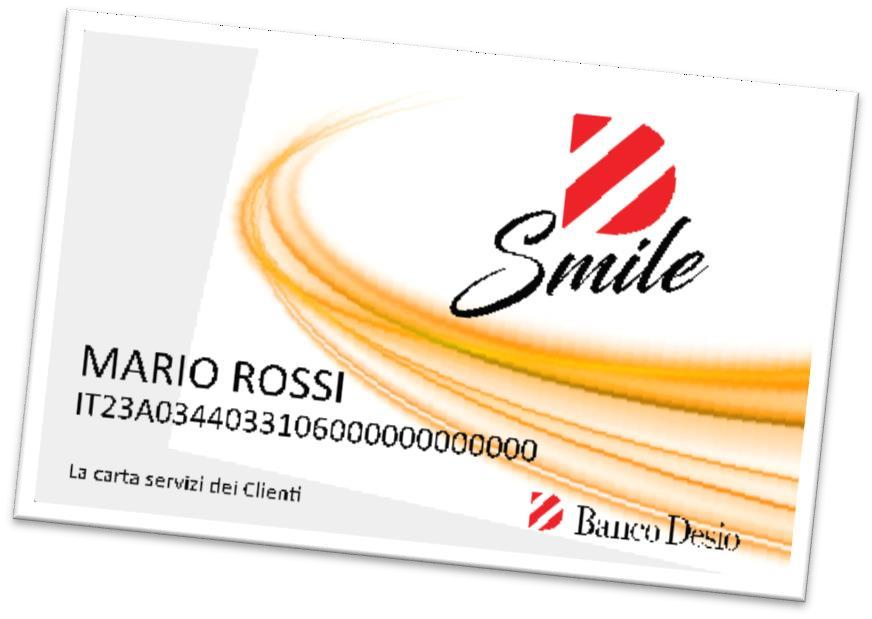 Smile
MARIO ROSSI
IT23A0344033106000000000000
La carta servizi dei Clienti
Banco Desio